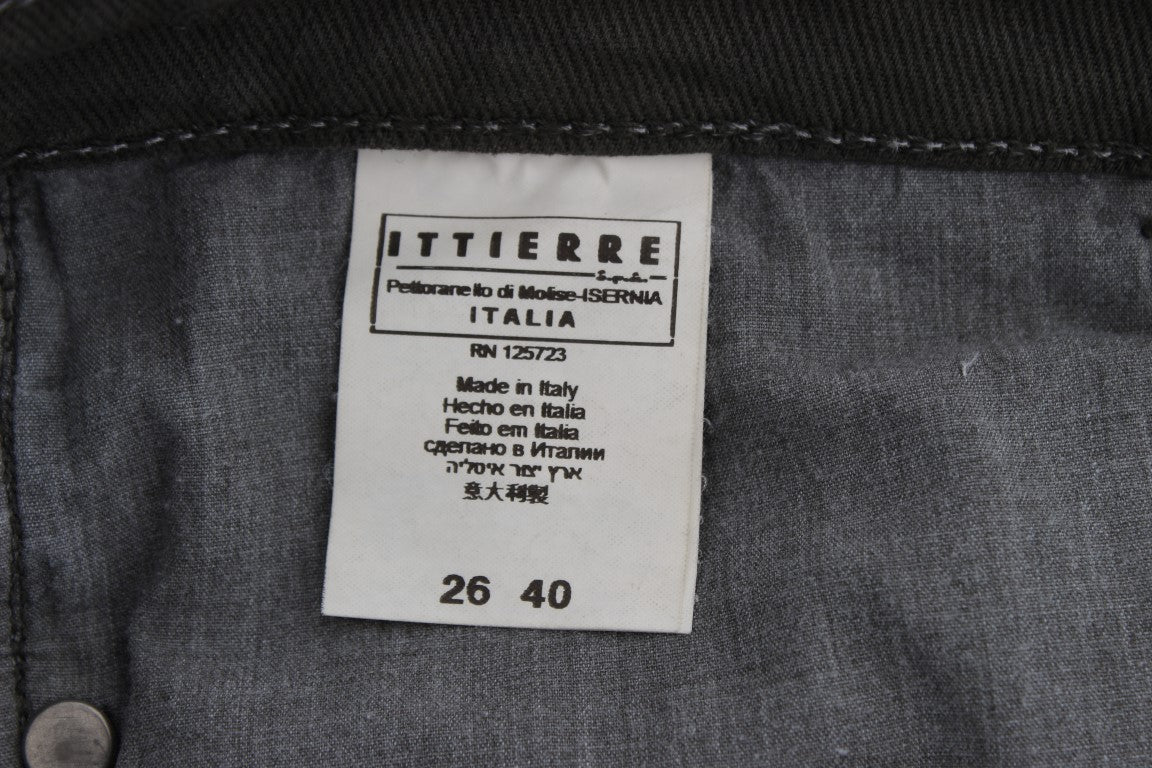 ITTIERRE
S.p.A.
Pettoranello di Molise-ISERNIA
ITALIA
RN 125723
Made in Italy
Hecho en Italia
Feito em Italia
сделано в Италии
ארץ יצור איטליה
意大利製
26 40